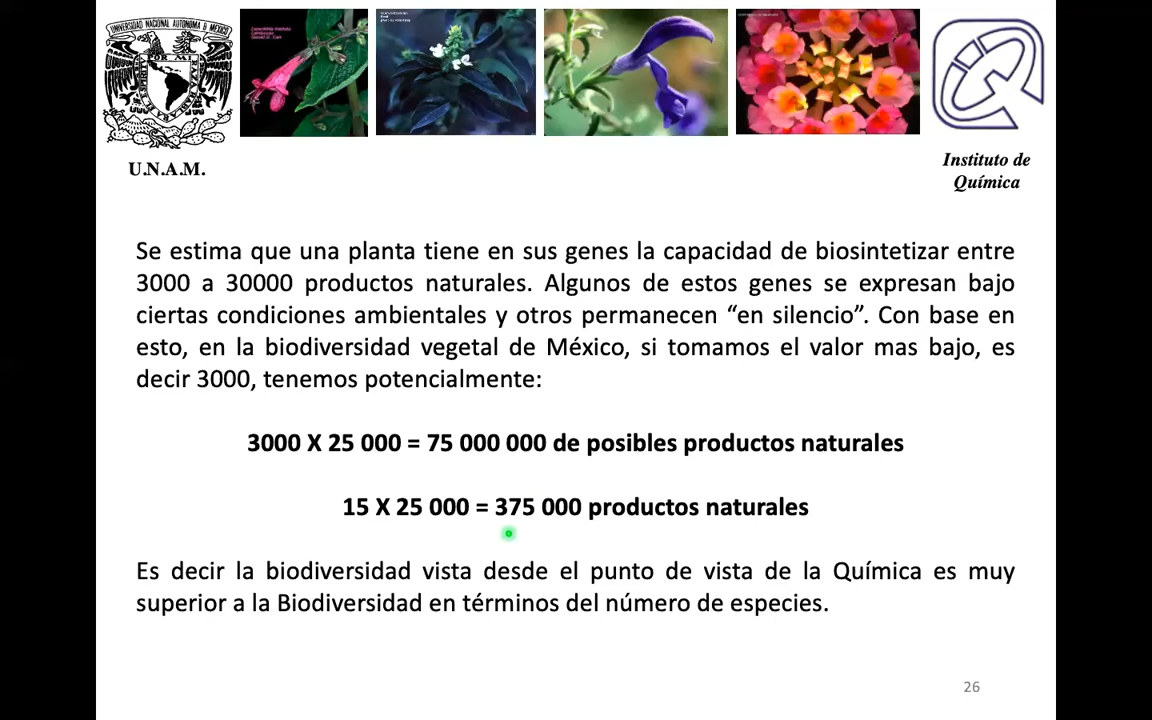 UNIVERSIDAD NACIONAL AUTONOMA DE MEXICO
U.N.A.M.
Instituto de
Química
Se estima que una planta tiene en sus genes la capacidad de biosintetizar entre
3000 a 30000 productos naturales. Algunos de estos genes se expresan bajo
ciertas condiciones ambientales y otros permanecen “en silencio”. Con base en
esto, en la biodiversidad vegetal de México, si tomamos el valor mas bajo, es
decir 3000, tenemos potencialmente:
3000 X 25 000 = 75 000 000 de posibles productos naturales
15 X 25 000 = 375 000 productos naturales
Es decir la biodiversidad vista desde el punto de vista de la Química es muy
superior a la Biodiversidad en términos del número de especies.
26